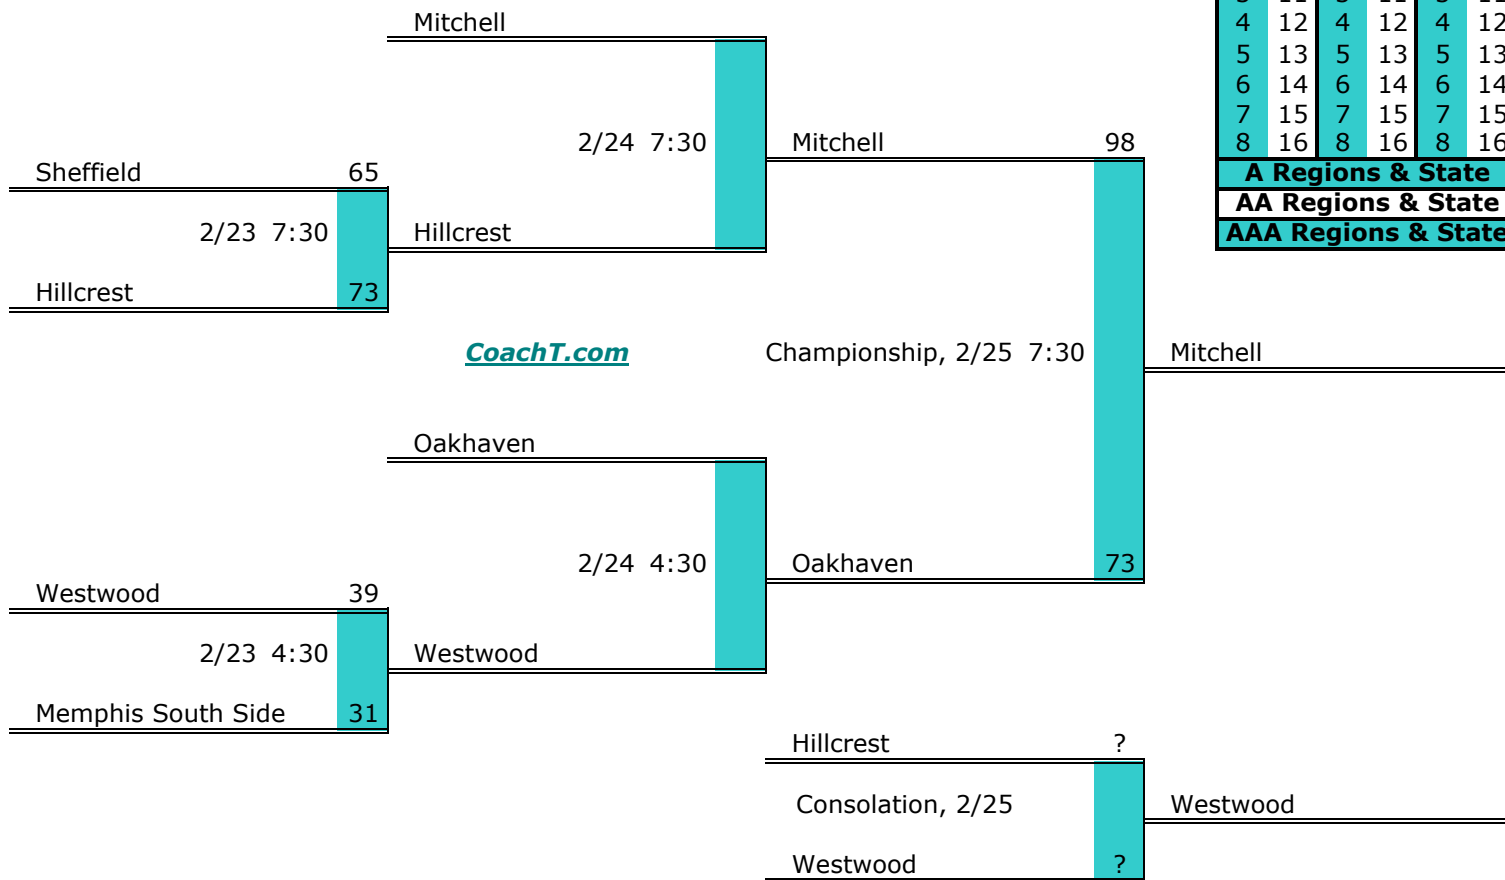 Mitchell
4 12 4 12 4 12
5 13 5 13 5 13
6 14 6 14 6 14
7 15 7 15 7 15
2/24 7:30 Mitchell 98 8 16 8 16 8 16
Sheffield 65 A Regions & State
AA Regions & State
2/23 7:30 Hillcrest AAA Regions & State
Hillcrest 73
CoachT.com Championship, 2/25 7:30 Mitchell
Oakhaven
2/24 4:30 Oakhaven 73
Westwood 39
2/23 4:30 Westwood
Memphis South Side 31
Hillcrest ?
Consolation, 2/25 Westwood
Westwood ?